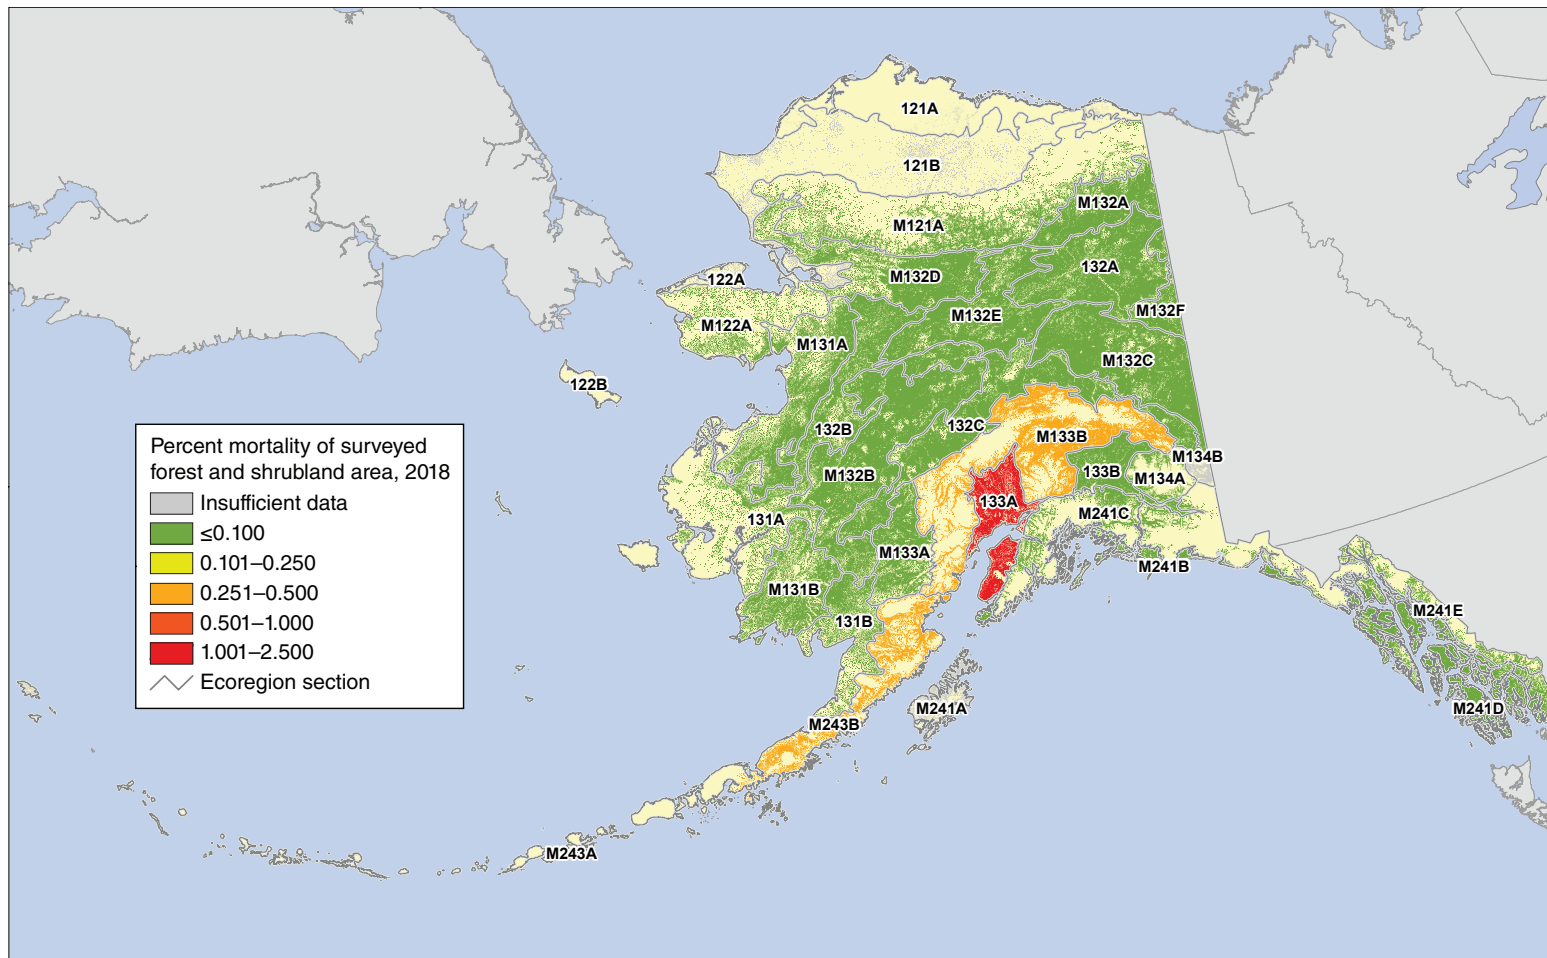 121A
121B
M132A
M121A
132A
M132D
122A
M132F
M132E
M122A
M131A
M132C
122B
132C
132B
M133B
Percent mortality of surveyed
forest and shrubland area, 2018
Insufficient data
≤0.100
0.101–0.250
0.251–0.500
0.501–1.000
1.001–2.500
Ecoregion section
M134B
133B
M132B
M134A
133A
M241C
131A
M133A
M241B
M131B
M241E
131B
M241A
M241D
M243B
M243A